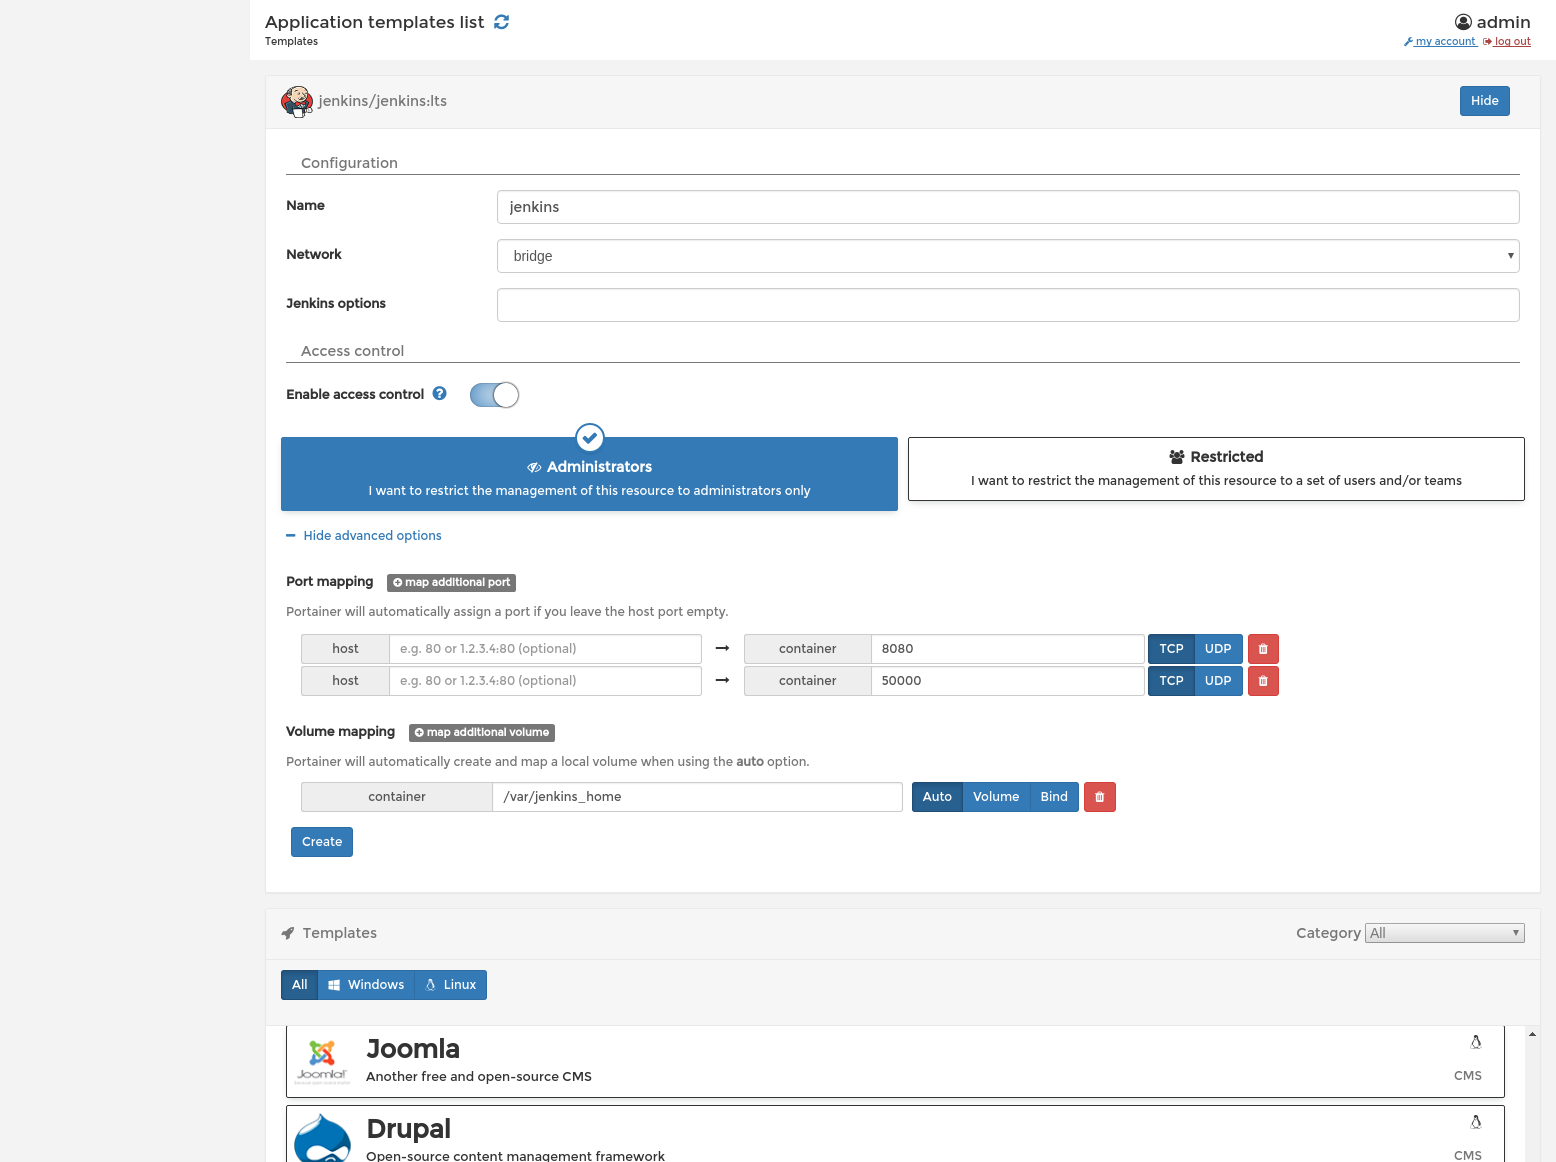 Application templates list
Templates
admin
my account log out
jenkins/jenkins:lts
Hide
Configuration
Name jenkins
Network bridge
Jenkins options
Access control
Enable access control
Administrators
I want to restrict the management of this resource to administrators only
Restricted
I want to restrict the management of this resource to a set of users and/or teams
Hide advanced options
Port mapping map additional port
Portainer will automatically assign a port if you leave the host port empty.
host e.g. 80 or 1.2.3.4:80 (optional) container 8080 TCP UDP
host e.g. 80 or 1.2.3.4:80 (optional) container 50000 TCP UDP
Volume mapping map additional volume
Portainer will automatically create and map a local volume when using the auto option.
container /var/jenkins_home Auto Volume Bind
Create
Templates Category All
All Windows Linux
Joomla
Joomla!
Another free and open-source CMS
CMS
Drupal
Open-source content management framework
CMS